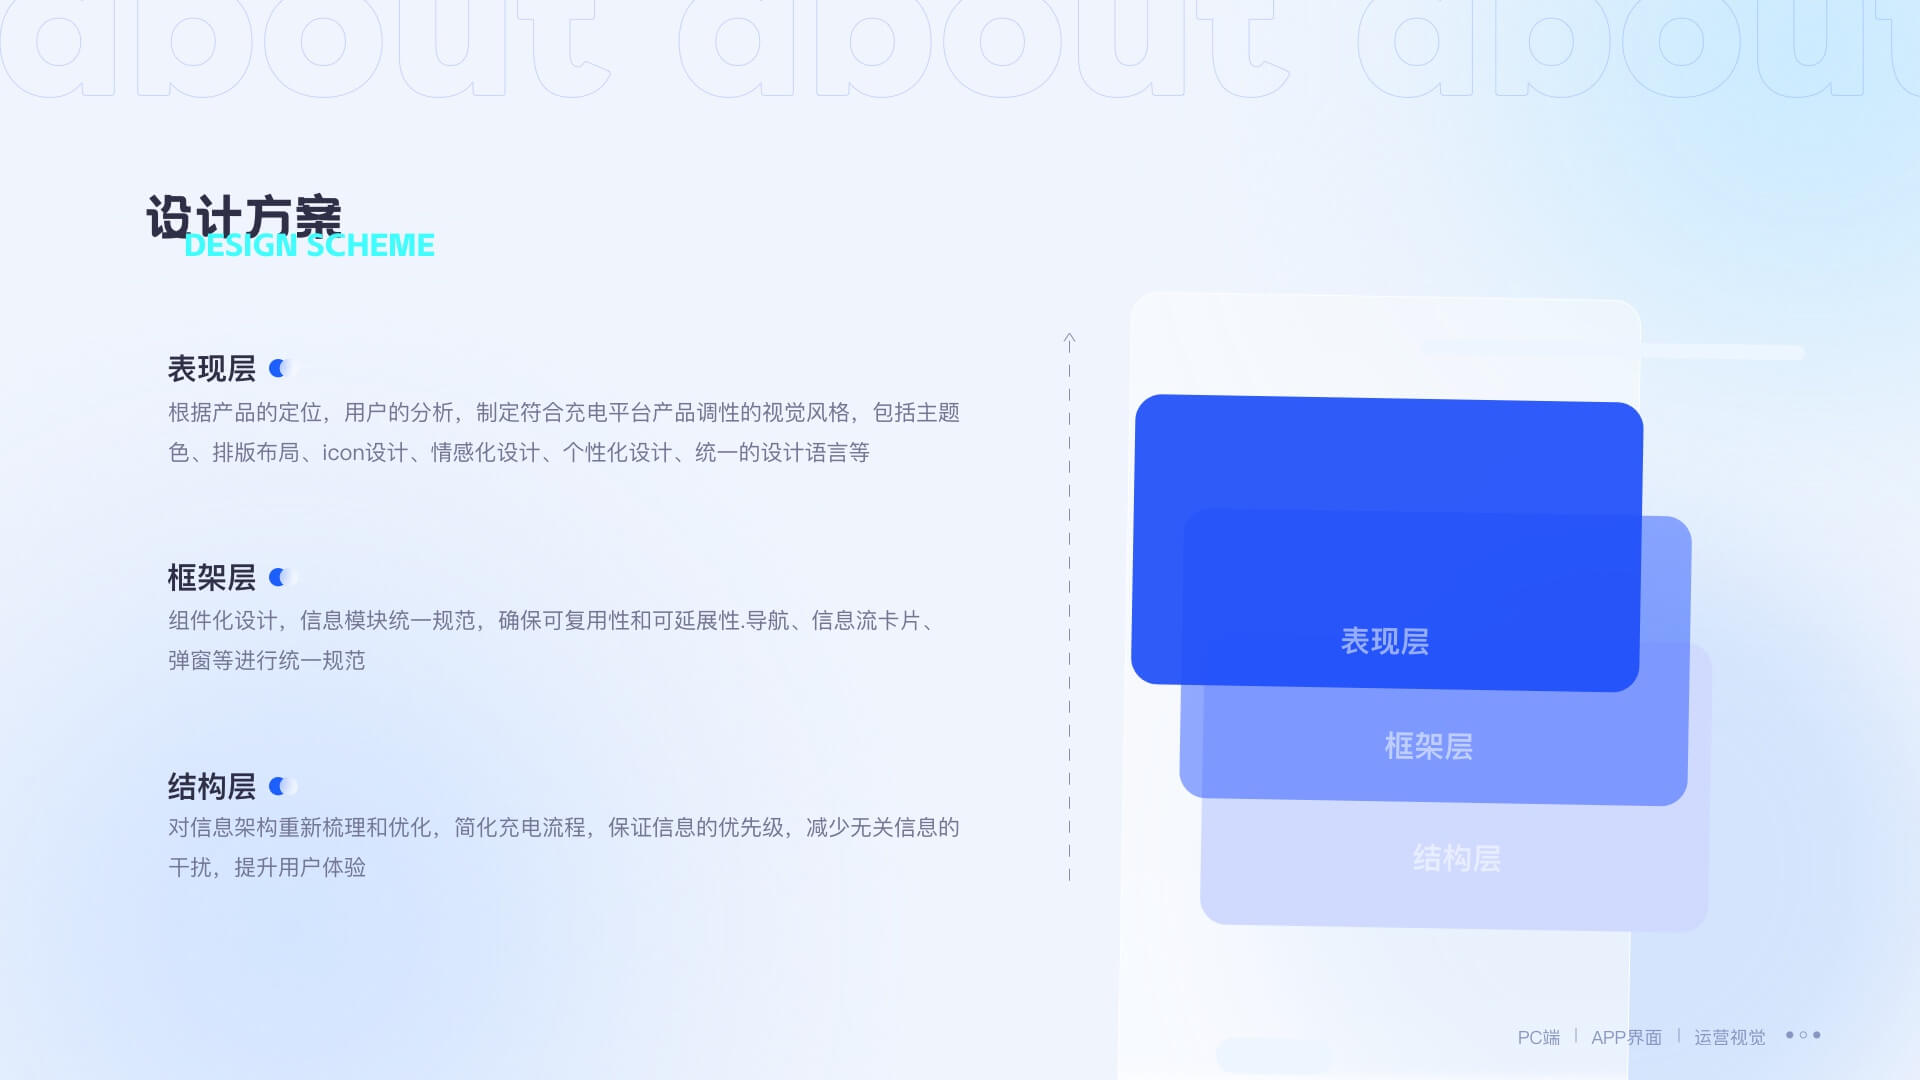 about about about
设计方案
DESIGN SCHEME
表现层
根据产品的定位，用户的分析，制定符合充电平台产品调性的视觉风格，包括主题
色、排版布局、icon设计、情感化设计、个性化设计、统一的设计语言等
框架层
组件化设计，信息模块统一规范，确保可复用性和可延展性.导航、信息流卡片、
弹窗等进行统一规范
结构层
对信息架构重新梳理和优化，简化充电流程，保证信息的优先级，减少无关信息的
干扰，提升用户体验
表现层
框架层
结构层
PC端 | APP界面 | 运营视觉